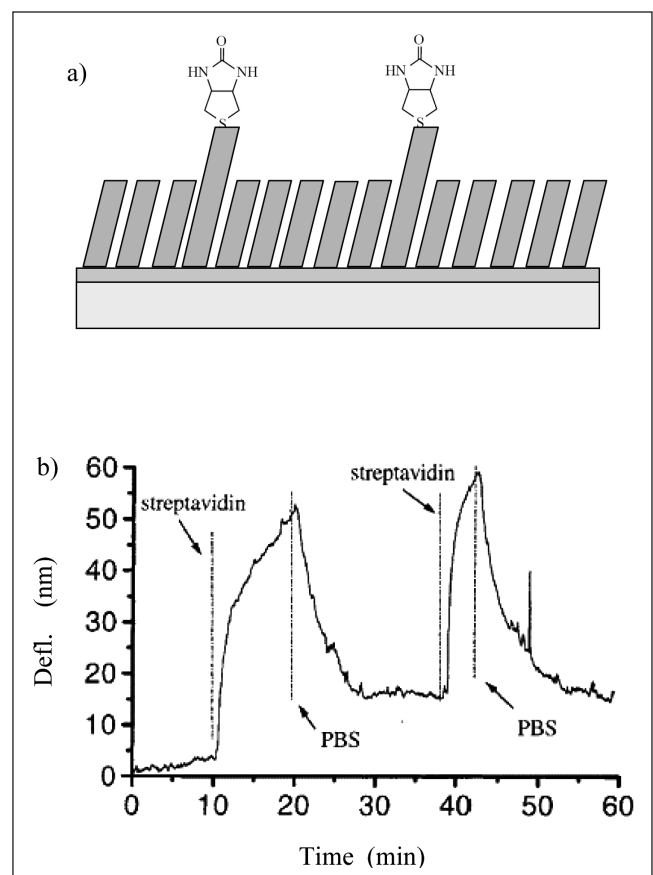 a)
O
HN
NH
S
O
HN
NH
S
b)
Defl. (nm)
60
50
40
30
20
10
0
streptavidin
streptavidin
PBS
PBS
0 10 20 30 40 50 60
Time (min)